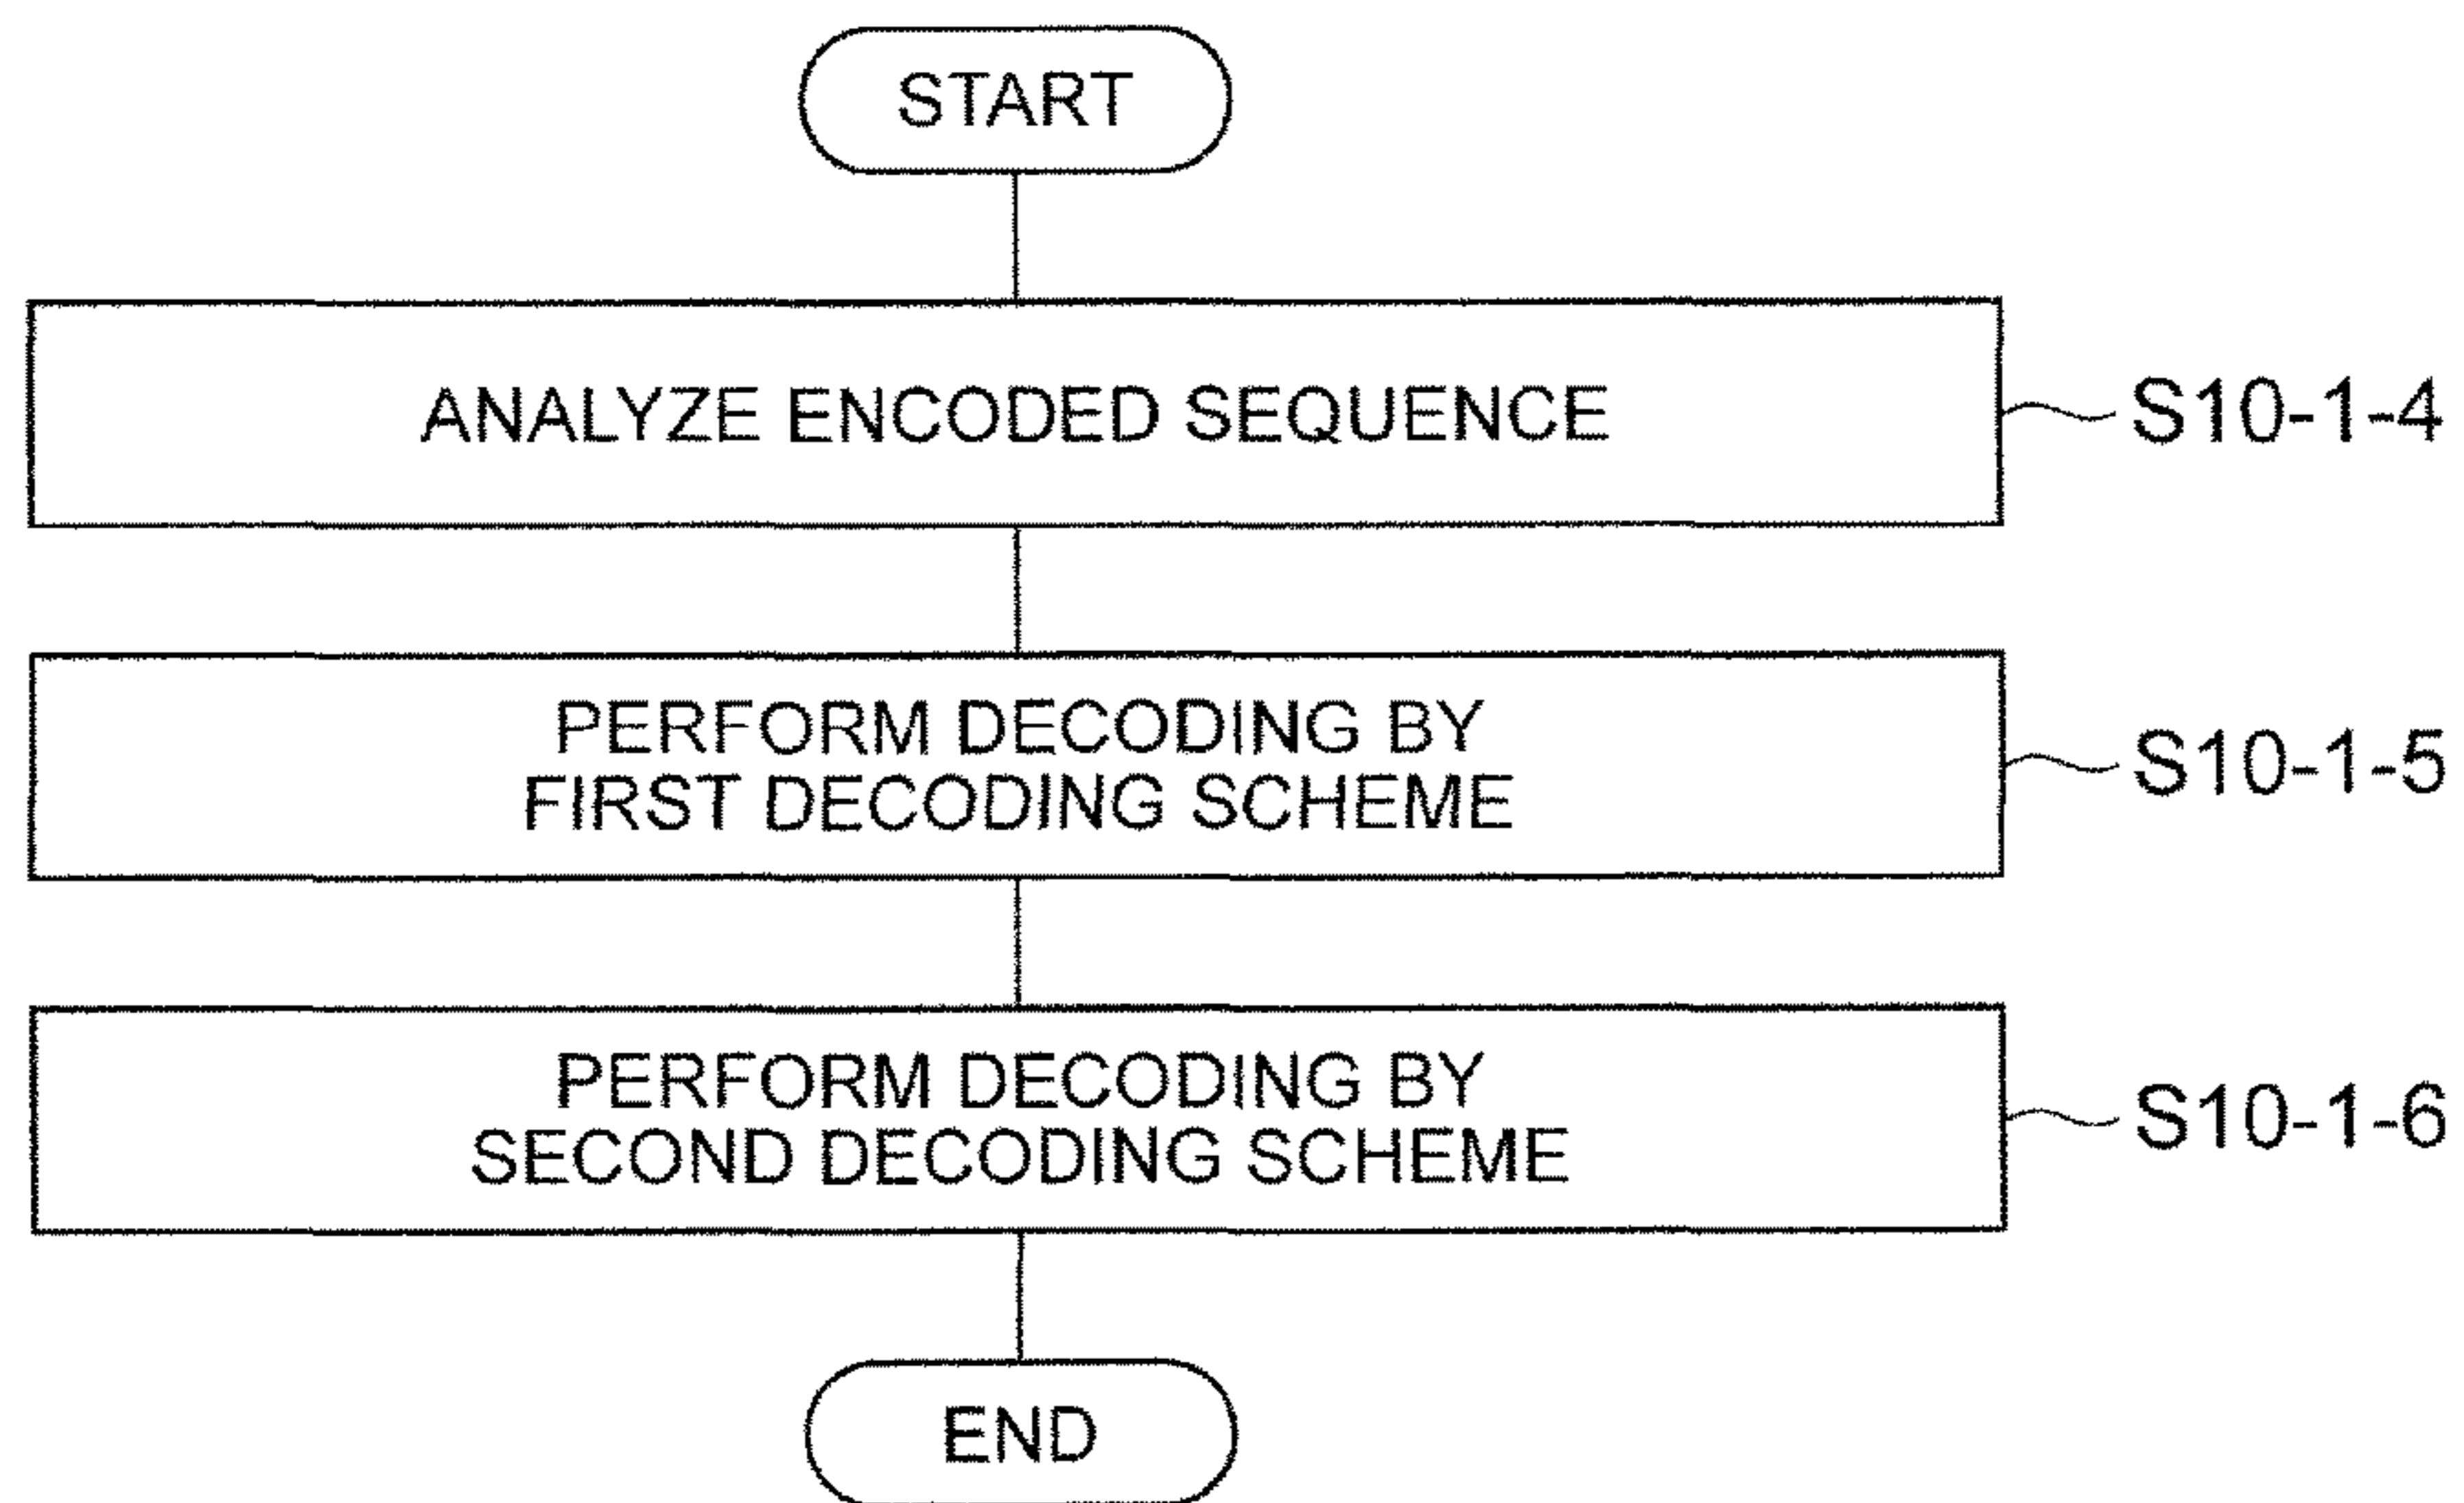 START
ANALYZE ENCODED SEQUENCE
S10-1-4
PERFORM DECODING BY
FIRST DECODING SCHEME
S10-1-5
PERFORM DECODING BY
SECOND DECODING SCHEME
S10-1-6
END